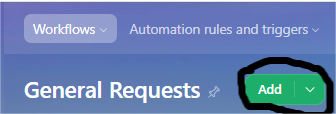 Workflows Automation rules and triggers
General Requests Add